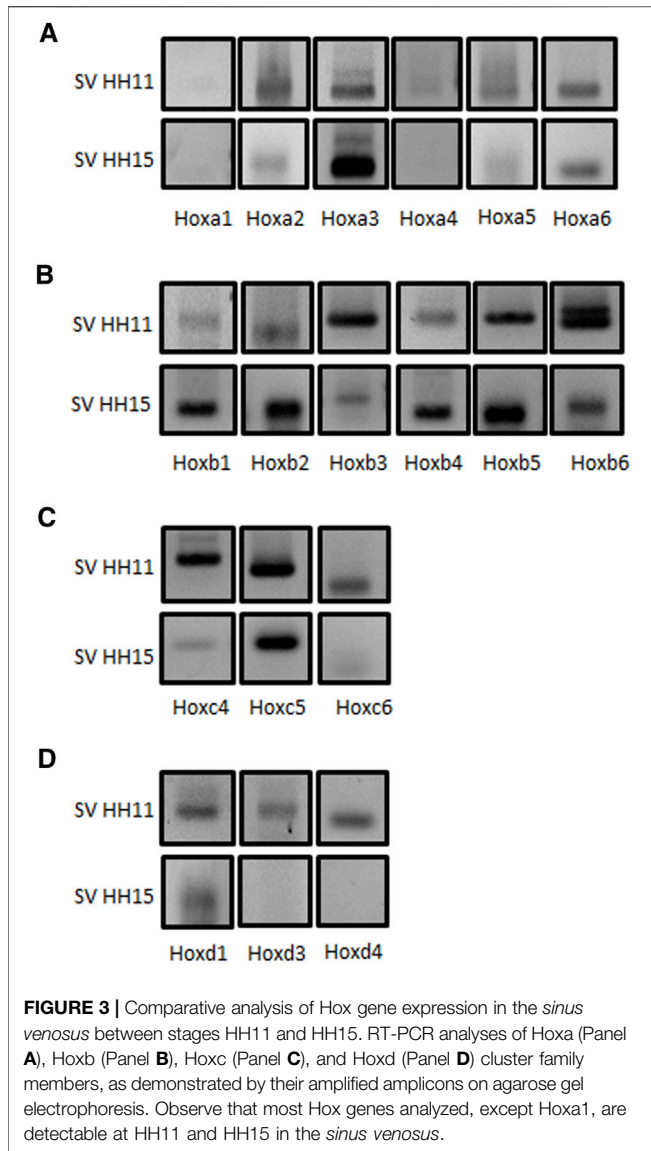 A
SV HH11
SV HH15
Hoxa1 Hoxa2 Hoxa3 Hoxa4 Hoxa5 Hoxa6
B
SV HH11
SV HH15
Hoxb1 Hoxb2 Hoxb3 Hoxb4 Hoxb5 Hoxb6
C
SV HH11
SV HH15
Hoxc4 Hoxc5 Hoxc6
D
SV HH11
SV HH15
Hoxd1 Hoxd3 Hoxd4
FIGURE 3 | Comparative analysis of Hox gene expression in the sinus
venosus between stages HH11 and HH15. RT-PCR analyses of Hoxa (Panel
A), Hoxb (Panel B), Hoxc (Panel C), and Hoxd (Panel D) cluster family
members, as demonstrated by their amplified amplicons on agarose gel
electrophoresis. Observe that most Hox genes analyzed, except Hoxa1, are
detectable at HH11 and HH15 in the sinus venosus.